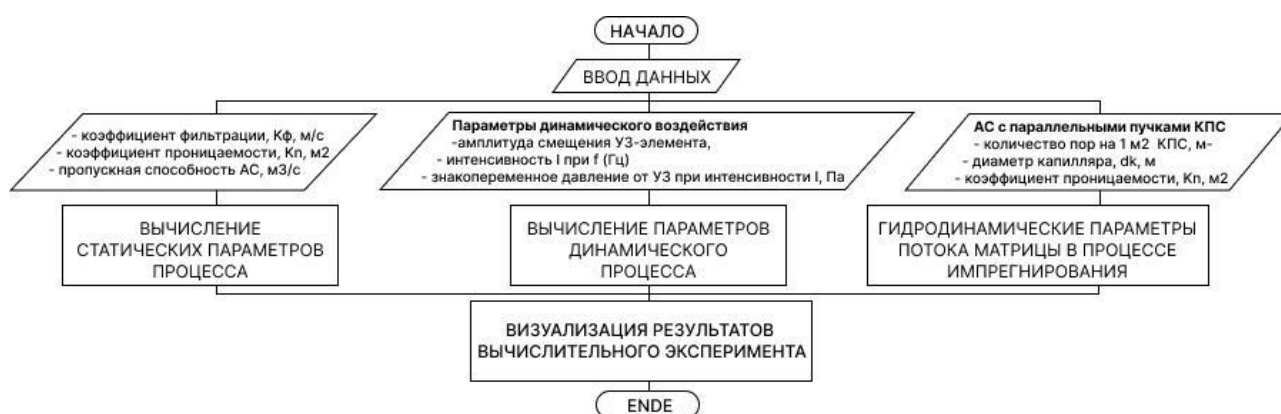 НАЧАЛО
ВВОД ДАННЫХ
- коэффициент фильтрации, Кф, м/с
- коэффициент проницаемости, Kn, м2
- пропускная способность АС, м3/с
Параметры динамического воздействия
-амплитуда смещения УЗ-элемента,
- интенсивность I при f (Гц)
- знакопеременное давление от УЗ при интенсивности I, Па
АС с параллельными пучками КПС
- количество пор на 1 м2 КПС, м-
- диаметр капилляра, dk, м
- коэффициент проницаемости, Kn, м2
ВЫЧИСЛЕНИЕ
СТАТИЧЕСКИХ ПАРАМЕТРОВ
ПРОЦЕССА
ВЫЧИСЛЕНИЕ ПАРАМЕТРОВ
ДИНАМИЧЕСКОГО
ПРОЦЕССА
ГИДРОДИНАМИЧЕСКИЕ ПАРАМЕТРЫ
ПОТОКА МАТРИЦЫ В ПРОЦЕССЕ
ИМПРЕГНИРОВАНИЯ
ВИЗУАЛИЗАЦИЯ РЕЗУЛЬТАТОВ
ВЫЧИСЛИТЕЛЬНОГО ЭКСПЕРИМЕНТА
ENDE